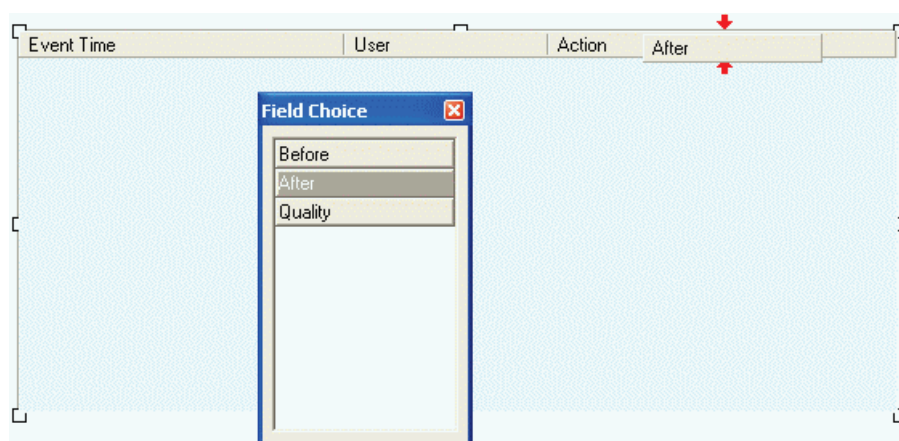 Event Time User Action After
Field Choice
Before
After
Quality